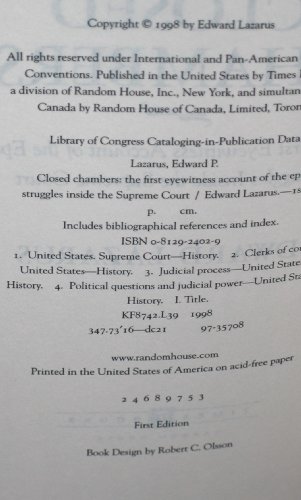 Copyright © 1998 by Edward Lazarus
All rights reserved under International and Pan-American
Conventions. Published in the United States by Times
a division of Random House, Inc., New York, and simultan
Canada by Random House of Canada, Limited, Toron
Library of Congress Cataloging-in-Publication Data
Lazarus, Edward P.
Closed chambers: the first eyewitness account of the ep
struggles inside the Supreme Court / Edward Lazarus.—1s
p. cm.
Includes bibliographical references and index.
ISBN 0-8129-2402-9
1. United States. Supreme Court—History. 2. Clerks of cou
United States—History. 3. Judicial process—United
History. 4. Political questions and judicial power—United
History. I. Title.
KF8742.L39 1998
347.73'16—dc21 97-35708
www.randomhouse.com
Printed in the United States of America on acid-free paper
2 4 6 8 9 7 5 3
First Edition
Book Design by Robert C. Olsson